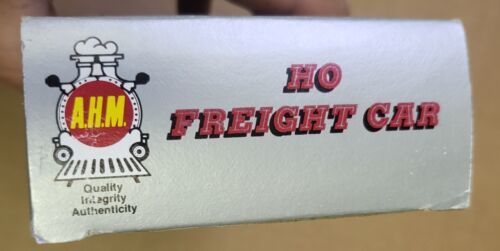 A.H.M.
Quality
Integrity
Authenticity
HO
FREIGHT CAR